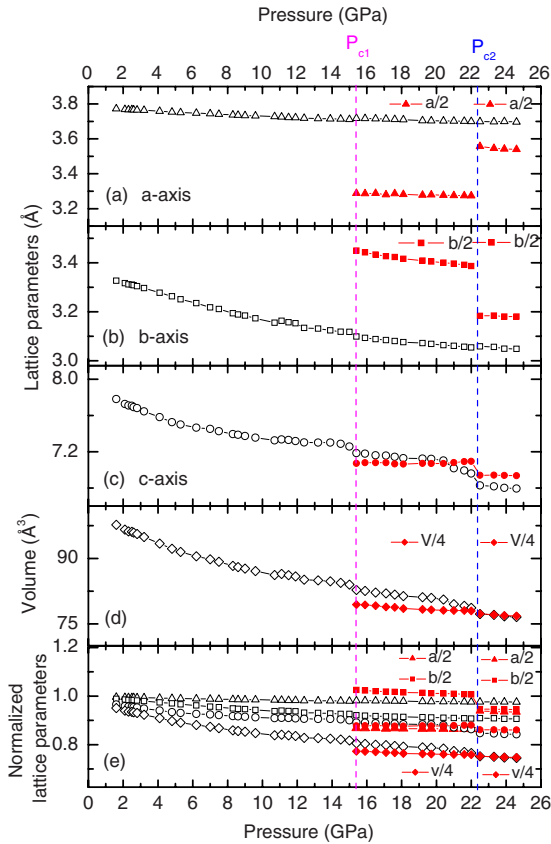 Pressure (GPa)
P_c1 P_c2
0 2 4 6 8 10 12 14 16 18 20 22 24 26
3.8
3.6
3.4
3.2
a/2 a/2
(a) a-axis
Lattice parameters (Å)
3.4
3.2
3.0
b/2 b/2
(b) b-axis
8.0
7.2
(c) c-axis
Volume (Å³)
90
75
V/4 V/4
(d)
Normalized
lattice parameters
1.2
1.0
0.8
a/2 a/2
b/2 b/2
v/4 v/4
(e)
0 2 4 6 8 10 12 14 16 18 20 22 24 26
Pressure (GPa)